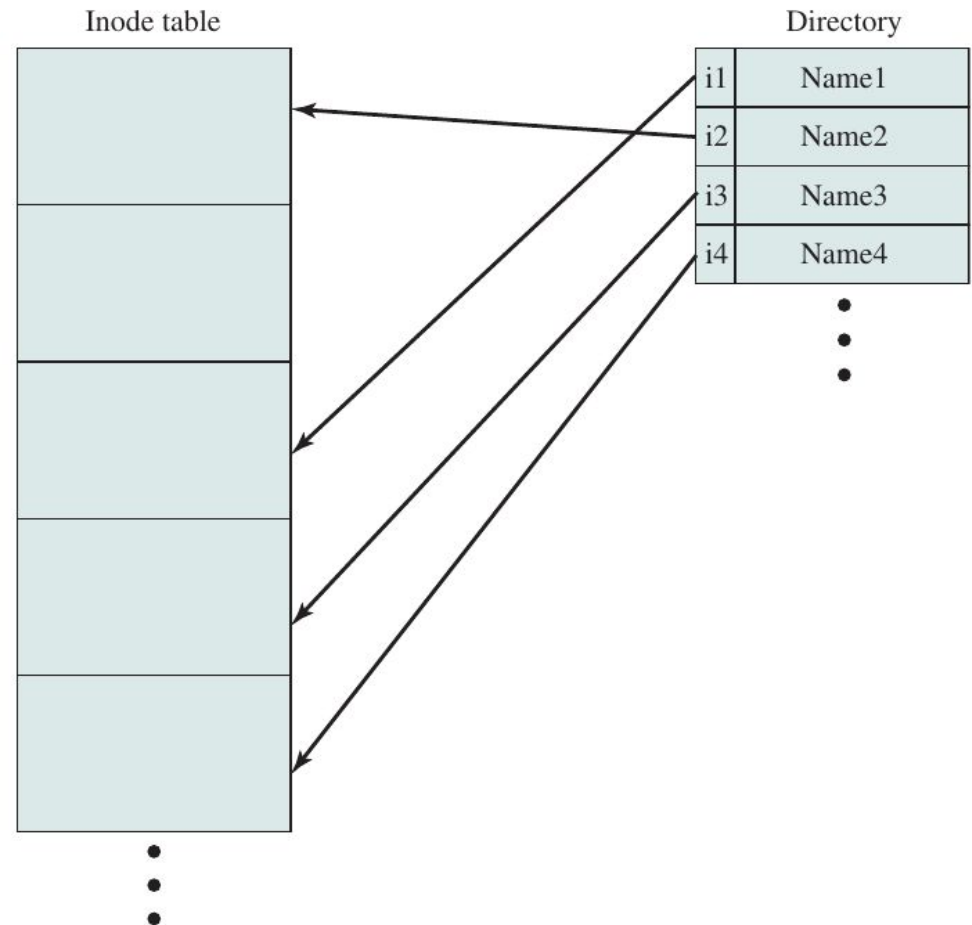 Inode table
Directory
i1 Name1
i2 Name2
i3 Name3
i4 Name4